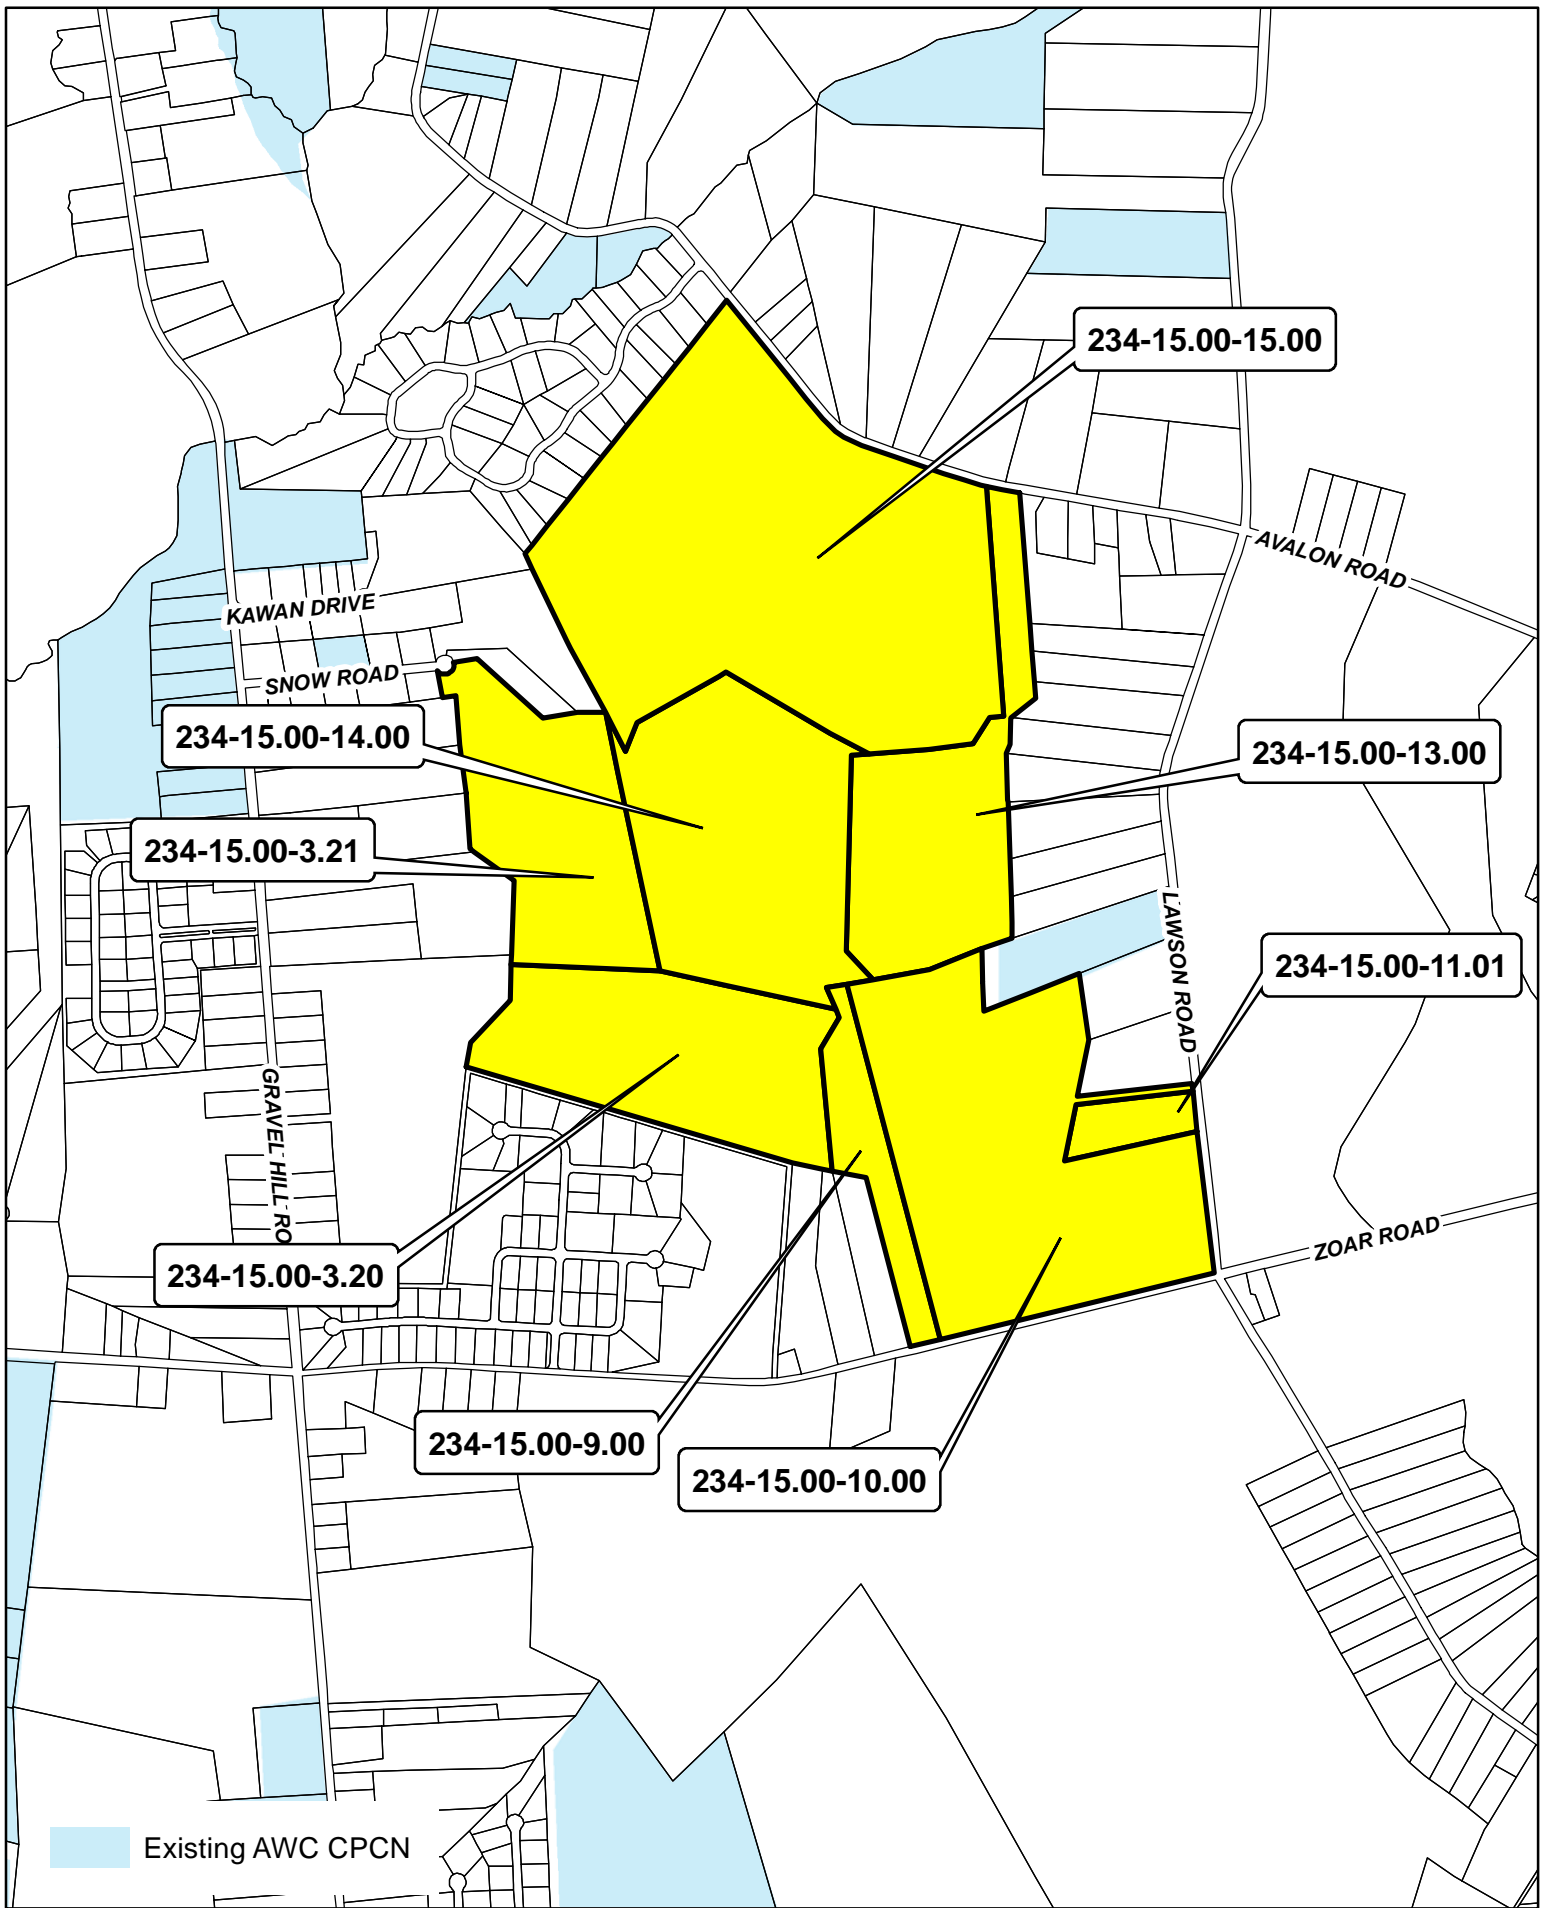 234-15.00-15.00
AVALON ROAD
KAWAN DRIVE
SNOW ROAD
234-15.00-14.00
234-15.00-13.00
234-15.00-3.21
LAWSON ROAD
234-15.00-11.01
GRAVEL HILL RO
ZOAR ROAD
234-15.00-3.20
234-15.00-9.00
234-15.00-10.00
Existing AWC CPCN